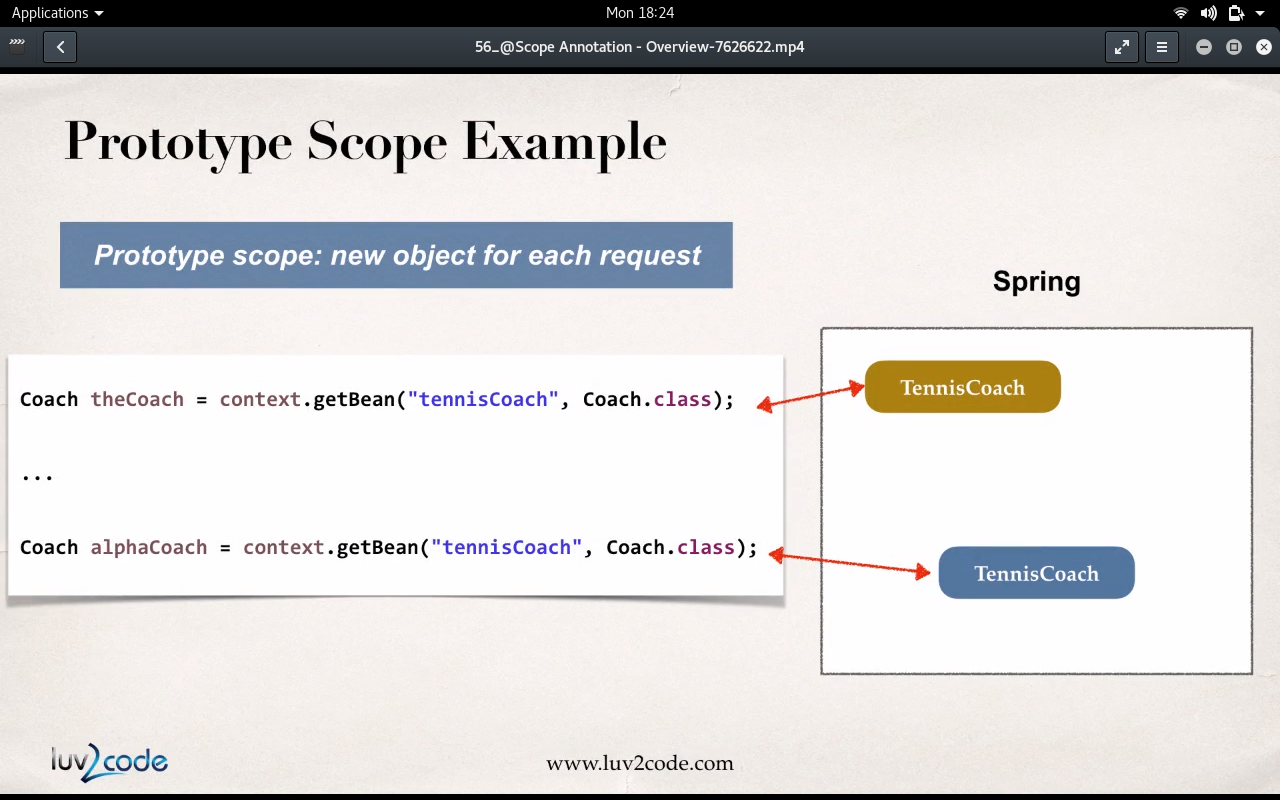 Applications
Mon 18:24
56_@Scope Annotation - Overview-7626622.mp4
Prototype Scope Example
Prototype scope: new object for each request
Spring
Coach theCoach = context.getBean("tennisCoach", Coach.class);
TennisCoach
...
Coach alphaCoach = context.getBean("tennisCoach", Coach.class);
TennisCoach
luv2code
www.luv2code.com